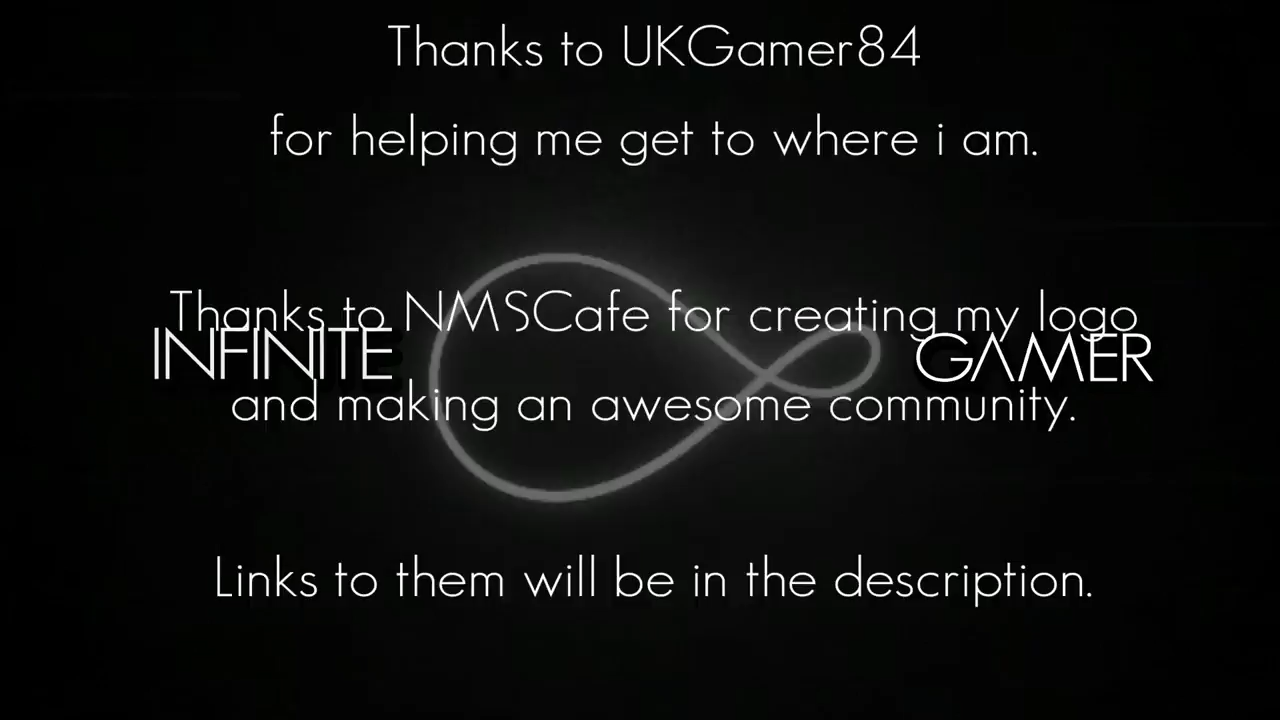 Thanks to UKGamer84
for helping me get to where i am.
Thanks to NMSCafe for creating my logo
INFINITE GAMER
and making an awesome community.
Links to them will be in the description.